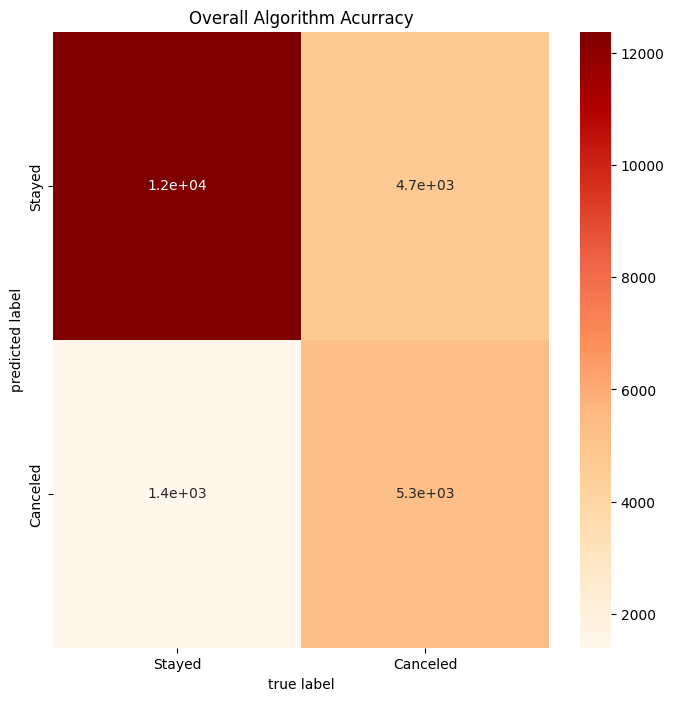 Overall Algorithm Acurracy
12000
10000
8000
6000
4000
2000
Stayed
Canceled
predicted label
1.2e+04 4.7e+03
1.4e+03 5.3e+03
Stayed Canceled
true label